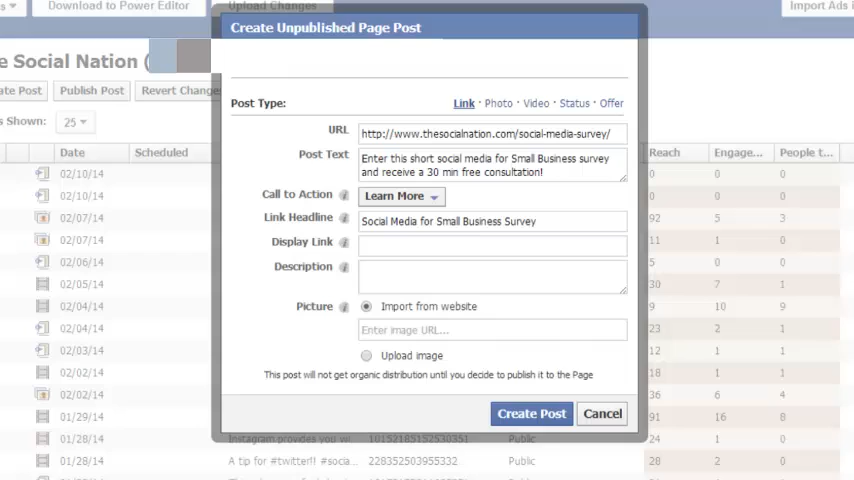 Download to Power Editor
Upload Changes
Import Ads
Create Unpublished Page Post
e Social Nation (
ate Post
Publish Post
Revert Change
s Shown:
25
Post Type:
Link · Photo · Video · Status · Offer
URL
http://www.thesocialnation.com/social-media-survey/
Post Text
Enter this short social media for Small Business survey
and receive a 30 min free consultation!
Call to Action
Learn More
Link Headline
Social Media for Small Business Survey
Display Link
Description
Picture
Import from website
Enter image URL...
Upload image
This post will not get organic distribution until you decide to publish it to the Page
Create Post
Cancel
Date Scheduled Reach Engage... People t...
02/10/14 0 0 0
02/10/14 0 0 0
02/07/14 92 5 3
02/07/14 11 1 0
02/06/14 5 0 0
02/05/14 30 7 1
02/04/14 9 10 9
02/04/14 23 2 1
02/03/14 12 1 1
02/02/14 18 1 1
02/02/14 36 6 4
01/29/14 91 16 8
01/28/14 Instagram provides you wi 10152185152530351 Public 24 1 0
01/28/14 A tip for #twitter!! #socia... 228352503955332 Public 28 2 0